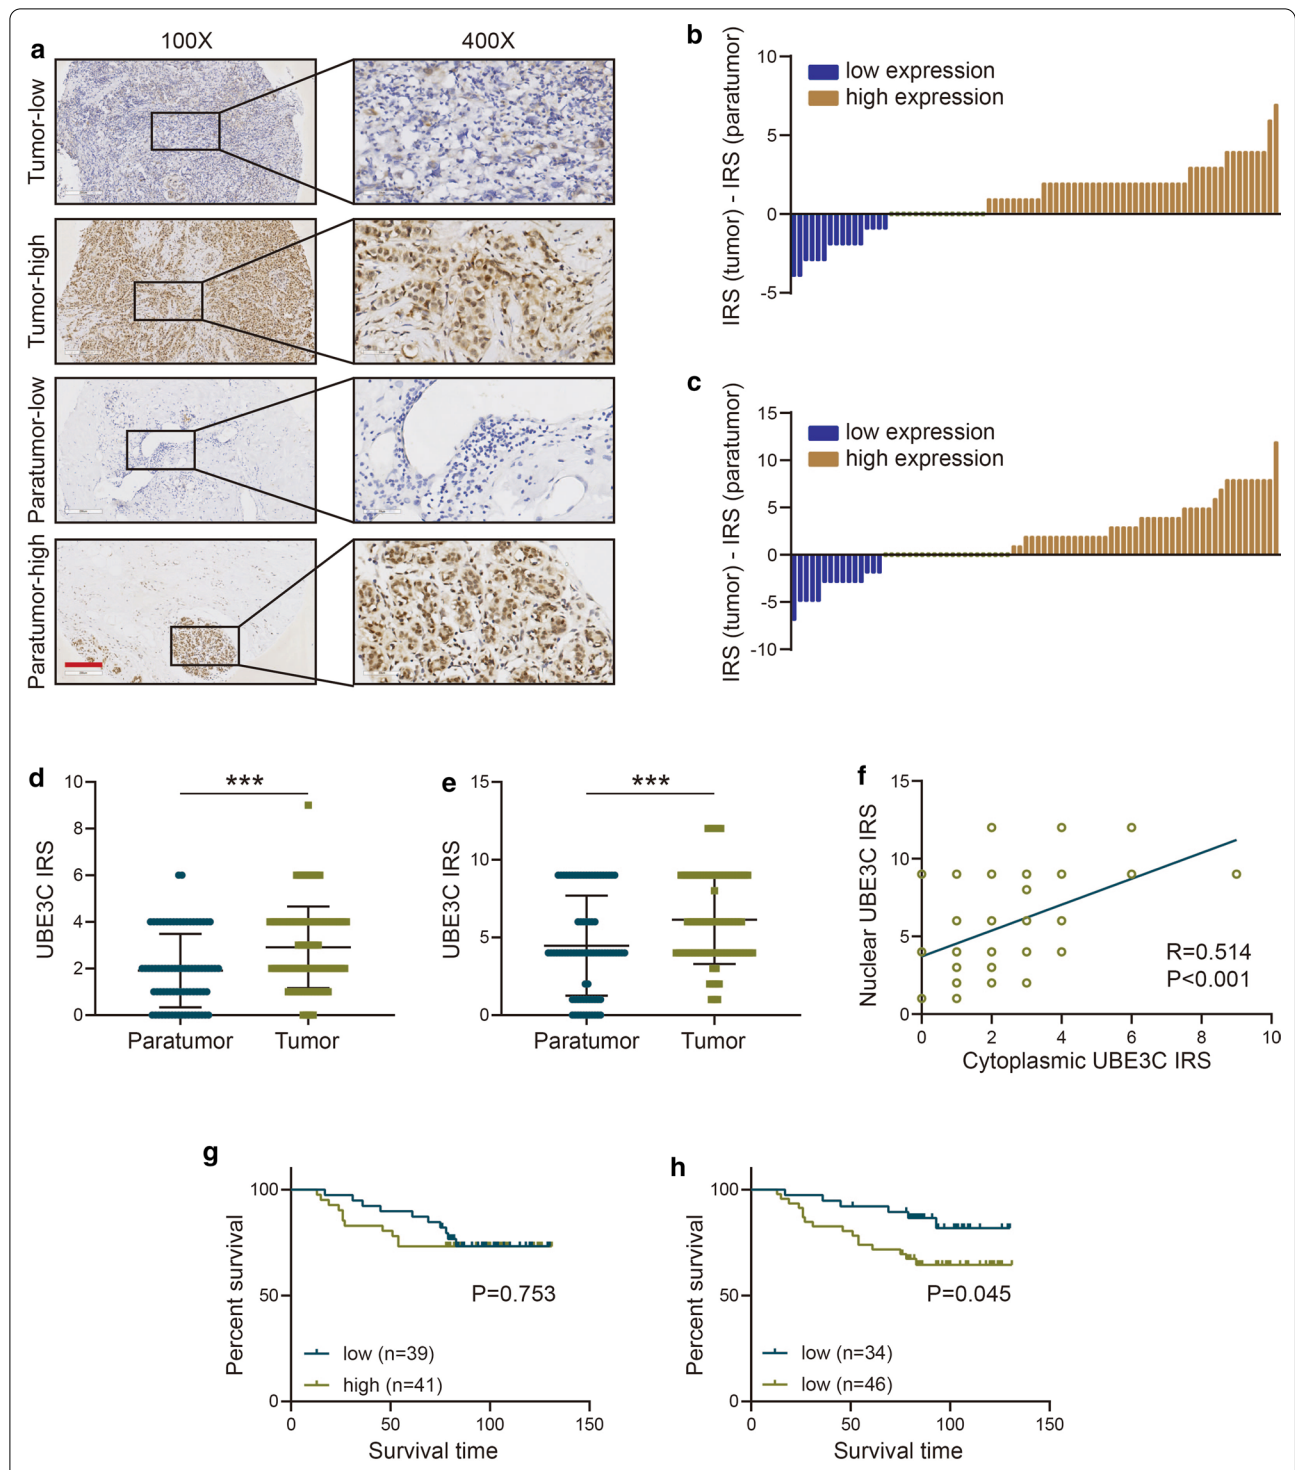 a
100X
400X
Tumor-low
Tumor-high
Paratumor-low
Paratumor-high
b
IRS (tumor) - IRS (paratumor)
10
5
0
-5
low expression
high expression
c
IRS (tumor) - IRS (paratumor)
15
10
5
0
-5
-10
low expression
high expression
d
UBE3C IRS
10
8
6
4
2
0
***
Paratumor
Tumor
e
UBE3C IRS
15
10
5
0
***
Paratumor
Tumor
f
Nuclear UBE3C IRS
15
10
5
0
R=0.514
P<0.001
0 2 4 6 8 10
Cytoplasmic UBE3C IRS
g
Percent survival
100
50
0
P=0.753
low (n=39)
high (n=41)
0 50 100 150
Survival time
h
Percent survival
100
50
0
P=0.045
low (n=34)
low (n=46)
0 50 100 150
Survival time